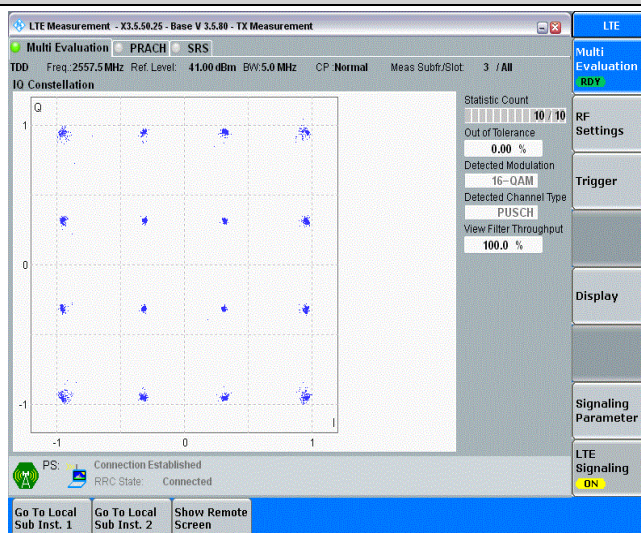 LTE Measurement - X3.5.50.25 - Base V 3.5.80 - TX Measurement
LTE
Multi Evaluation PRACH SRS
TDD Freq.:2557.5 MHz Ref. Level: 41.00 dBm BW:5.0 MHz CP :Normal Meas Subfr./Slot: 3 / All
IQ Constellation
Q
1
0
-1
-1 0 1
I
Statistic Count
10 / 10
Out of Tolerance
0.00 %
Detected Modulation
16-QAM
Detected Channel Type
PUSCH
View Filter Throughput
100.0 %
Multi
Evaluation
RDY
RF
Settings
Trigger
Display
Signaling
Parameter
LTE
Signaling
ON
PS: Connection Established
RRC State: Connected
Go To Local
Sub Inst. 1
Go To Local
Sub Inst. 2
Show Remote
Screen